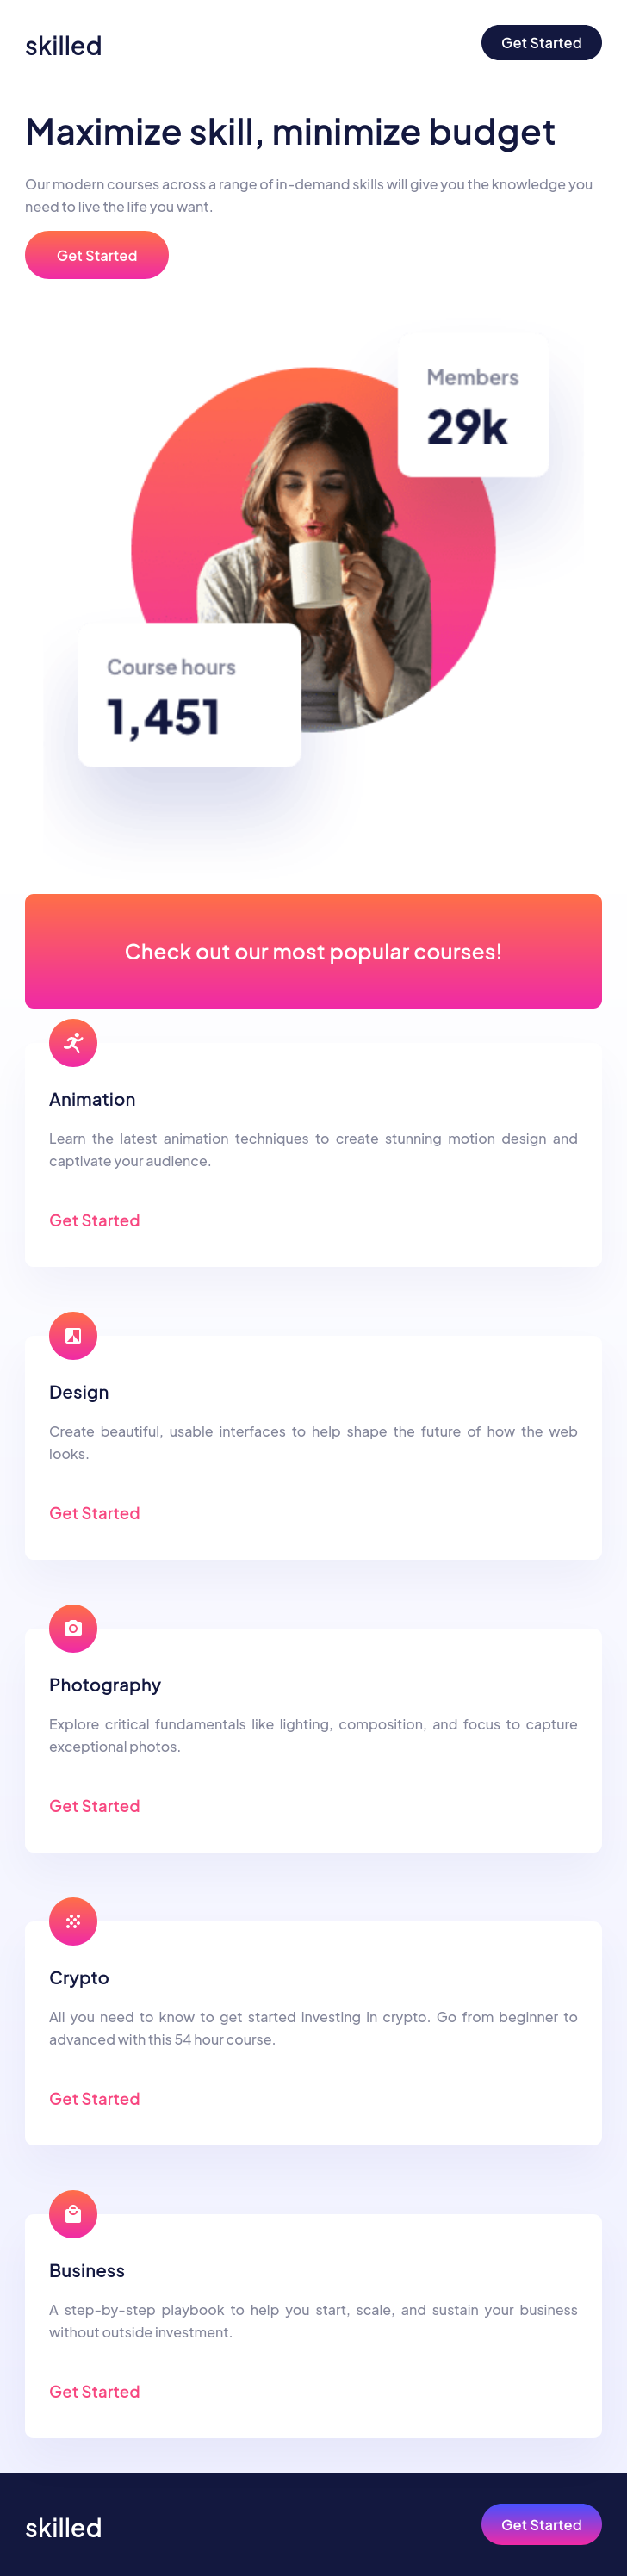 skilled
Get Started
Maximize skill, minimize budget
Our modern courses across a range of in-demand skills will give you the knowledge you
need to live the life you want.
Get Started
Members
29k
Course hours
1,451
Check out our most popular courses!
Animation
Learn the latest animation techniques to create stunning motion design and
captivate your audience.
Get Started
Design
Create beautiful, usable interfaces to help shape the future of how the web
looks.
Get Started
Photography
Explore critical fundamentals like lighting, composition, and focus to capture
exceptional photos.
Get Started
Crypto
All you need to know to get started investing in crypto. Go from beginner to
advanced with this 54 hour course.
Get Started
Business
A step-by-step playbook to help you start, scale, and sustain your business
without outside investment.
Get Started
skilled
Get Started